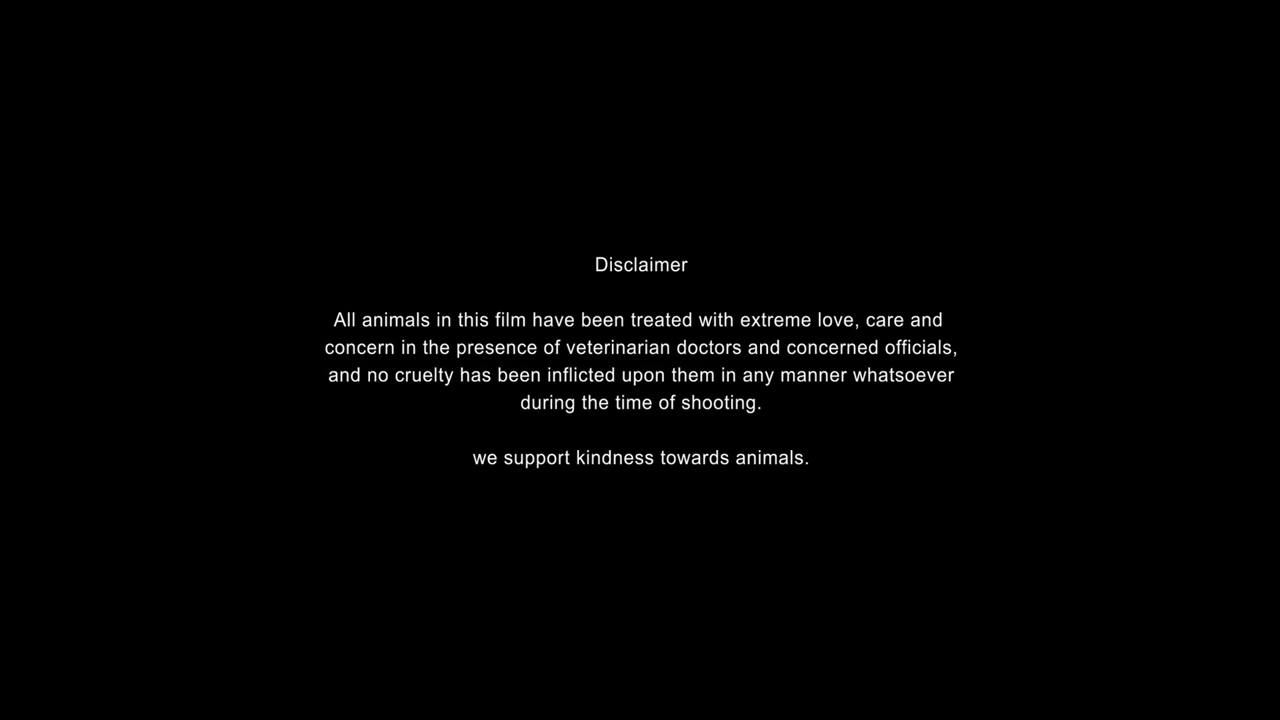 Disclaimer
All animals in this film have been treated with extreme love, care and
concern in the presence of veterinarian doctors and concerned officials,
and no cruelty has been inflicted upon them in any manner whatsoever
during the time of shooting.
we support kindness towards animals.